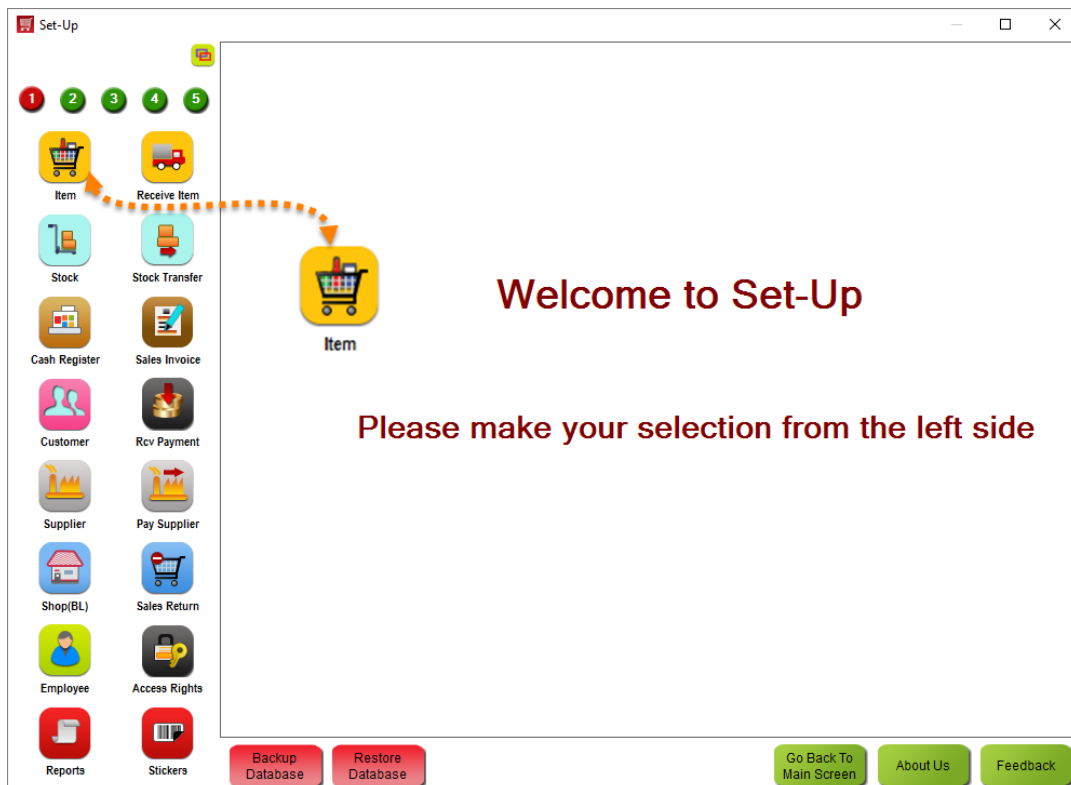 Set-Up
1 2 3 4 5
Item Receive Item
Stock Stock Transfer
Cash Register Sales Invoice
Customer Rcv Payment
Supplier Pay Supplier
Shop(BL) Sales Return
Employee Access Rights
Reports Stickers
Item
Welcome to Set-Up
Please make your selection from the left side
Backup
Database
Restore
Database
Go Back To
Main Screen
About Us
Feedback